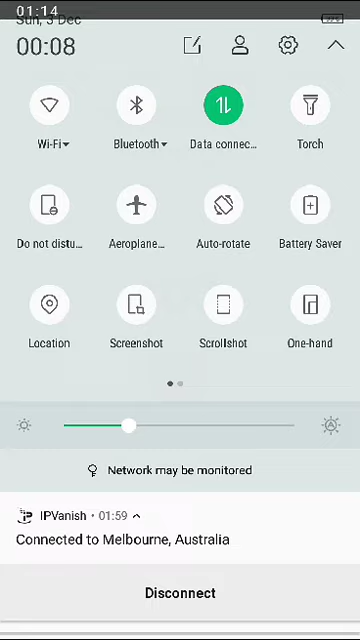 01:14
Sun, 3 Dec
00:08
Wi-Fi
Bluetooth
Data connec...
Torch
Do not distu...
Aeroplane...
Auto-rotate
Battery Saver
Location
Screenshot
Scrollshot
One-hand
Network may be monitored
IPVanish • 01:59
Connected to Melbourne, Australia
Disconnect